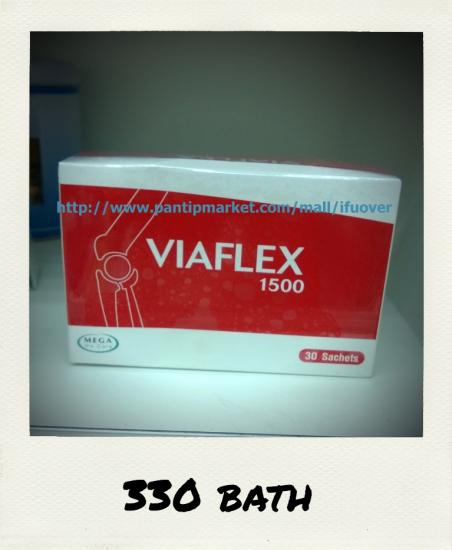 http://www.pantipmarket.com/mall/ifuover
VIAFLEX
1500
MEGA
We Care
30 Sachets
330 BATH